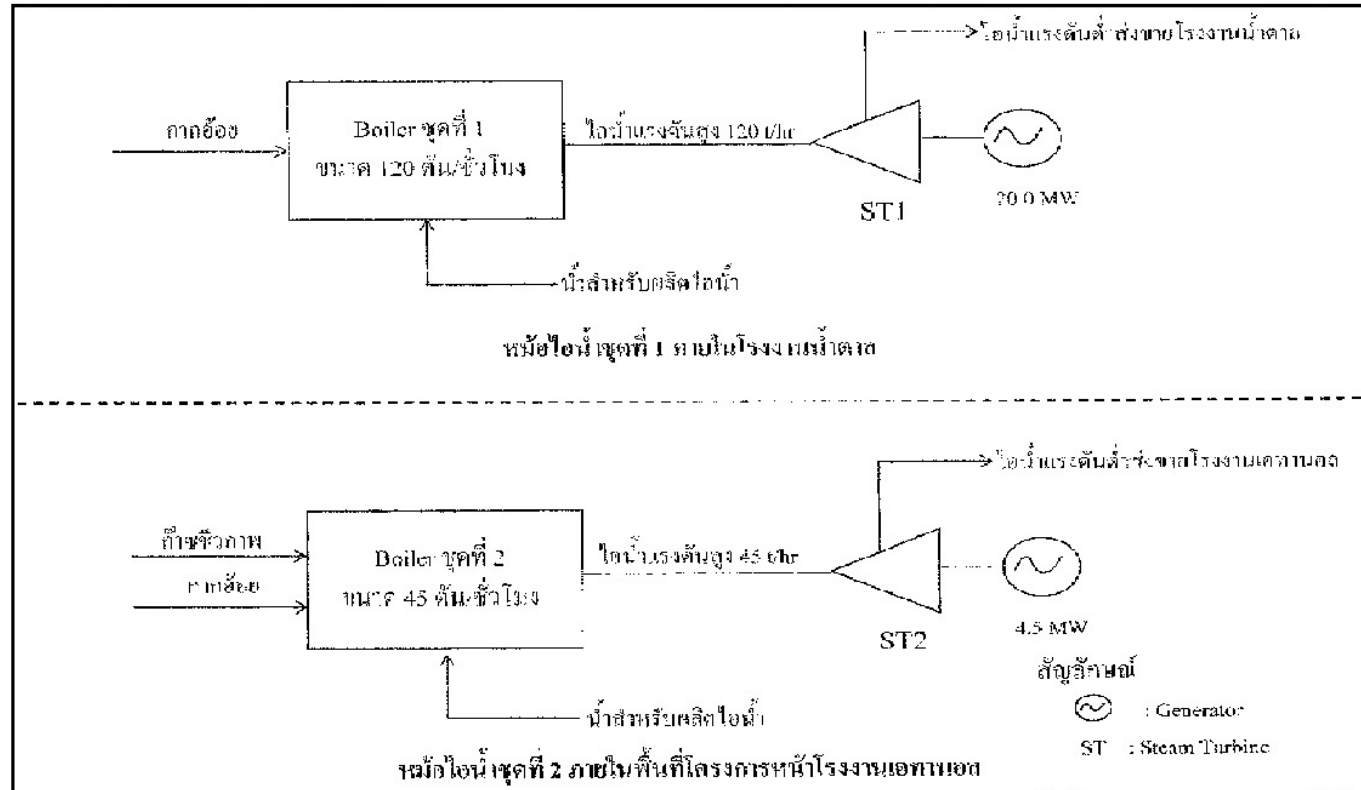 ไอน้ำแรงดันต่ำส่งขายโรงงานน้ำตาล
กากอ้อย
Boiler ชุดที่ 1
ขนาด 120 ตัน/ชั่วโมง
ไอน้ำแรงดันสูง 120 t/hr
ST1
20.0 MW
น้ำสำหรับผลิตไอน้ำ
หม้อไอน้ำชุดที่ 1 ภายในโรงงานน้ำตาล
ไอน้ำแรงดันต่ำส่งขายโรงงานเอทานอล
ก๊าซชีวภาพ
กากอ้อย
Boiler ชุดที่ 2
ขนาด 45 ตัน/ชั่วโมง
ไอน้ำแรงดันสูง 45 t/hr
ST2
4.5 MW
สัญลักษณ์
: Generator
ST : Steam Turbine
น้ำสำหรับผลิตไอน้ำ
หม้อไอน้ำชุดที่ 2 ภายในพื้นที่โครงการหน้าโรงงานเอทานอล